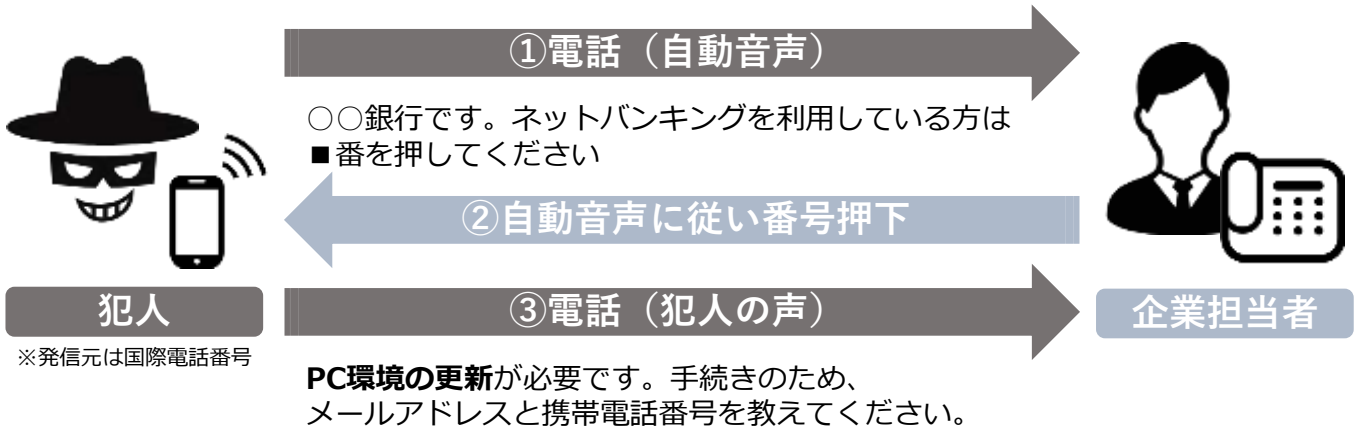 ①電話（自動音声）
○○銀行です。ネットバンキングを利用している方は
■番を押してください
②自動音声に従い番号押下
犯人
③電話（犯人の声）
企業担当者
※発信元は国際電話番号
PC環境の更新が必要です。手続きのため、
メールアドレスと携帯電話番号を教えてください。